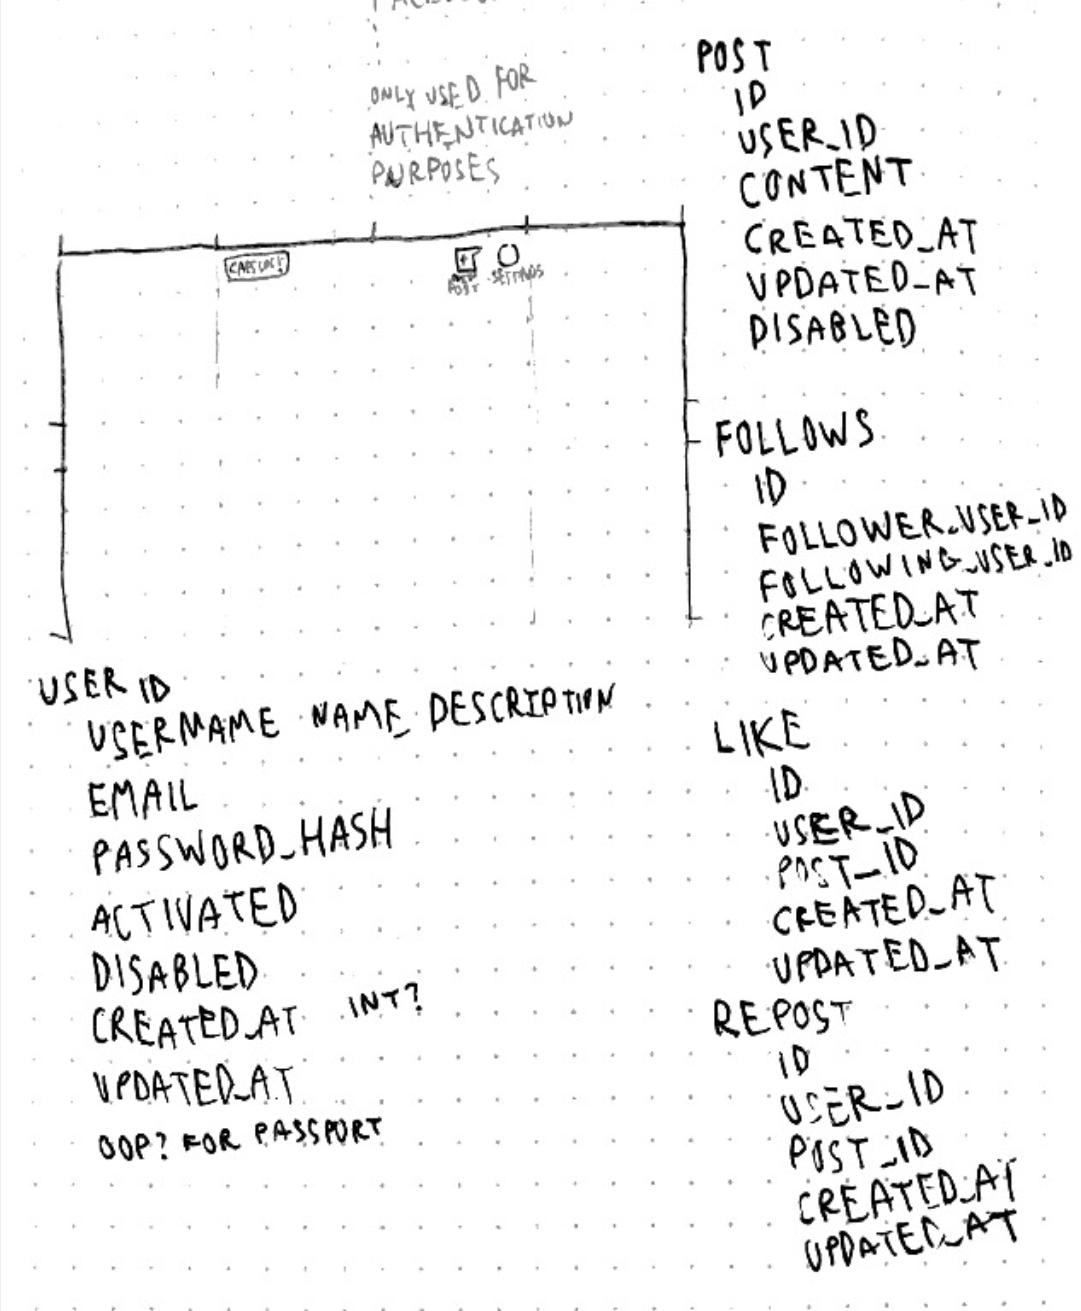 ONLY USED FOR
AUTHENTICATION
PURPOSES
CAPSLOCK
POST SETTINGS
USER ID
USERNAME NAME DESCRIPTION
EMAIL
PASSWORD_HASH
ACTIVATED
DISABLED
CREATED_AT INT?
UPDATED_AT
OOP? FOR PASSPORT
POST
ID
USER_ID
CONTENT
CREATED_AT
UPDATED_AT
DISABLED
FOLLOWS
ID
FOLLOWER_USER_ID
FOLLOWING_USER_ID
CREATED_AT
UPDATED_AT
LIKE
ID
USER_ID
POST_ID
CREATED_AT
UPDATED_AT
REPOST
ID
USER_ID
POST_ID
CREATED_AT
UPDATED_AT